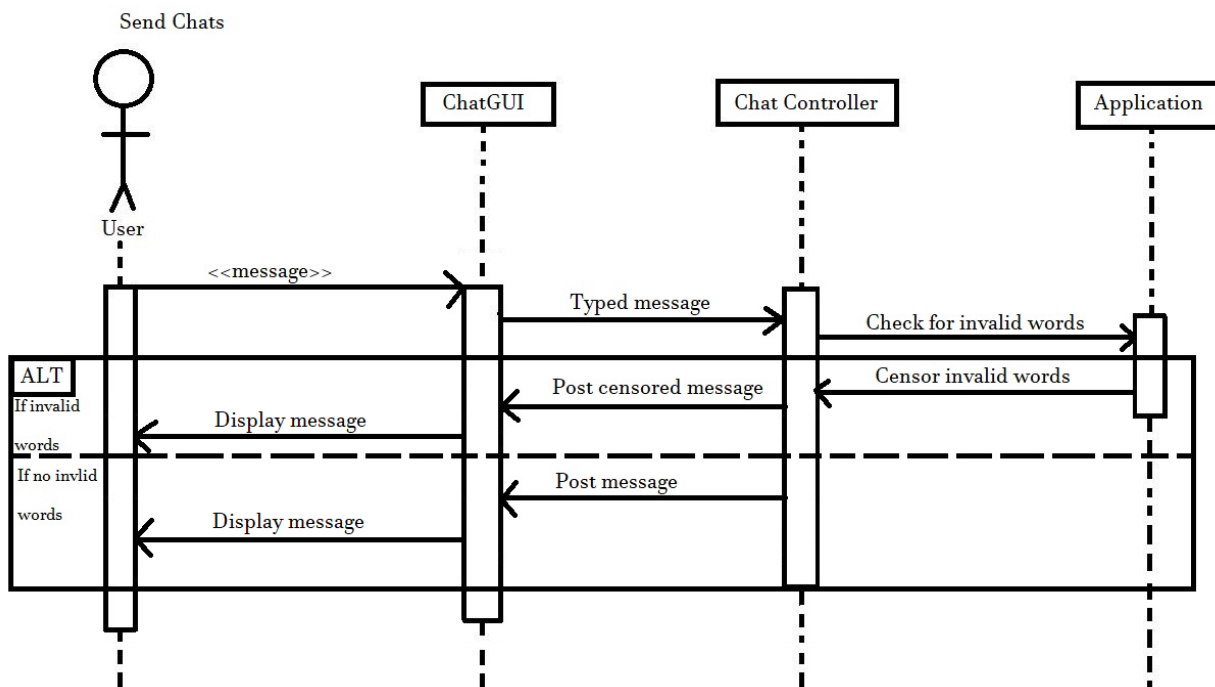 Send Chats
ChatGUI
Chat Controller
Application
User
<<message>>
Typed message
Check for invalid words
ALT
Censor invalid words
Post censored message
If invalid
words
Display message
If no invlid
words
Post message
Display message